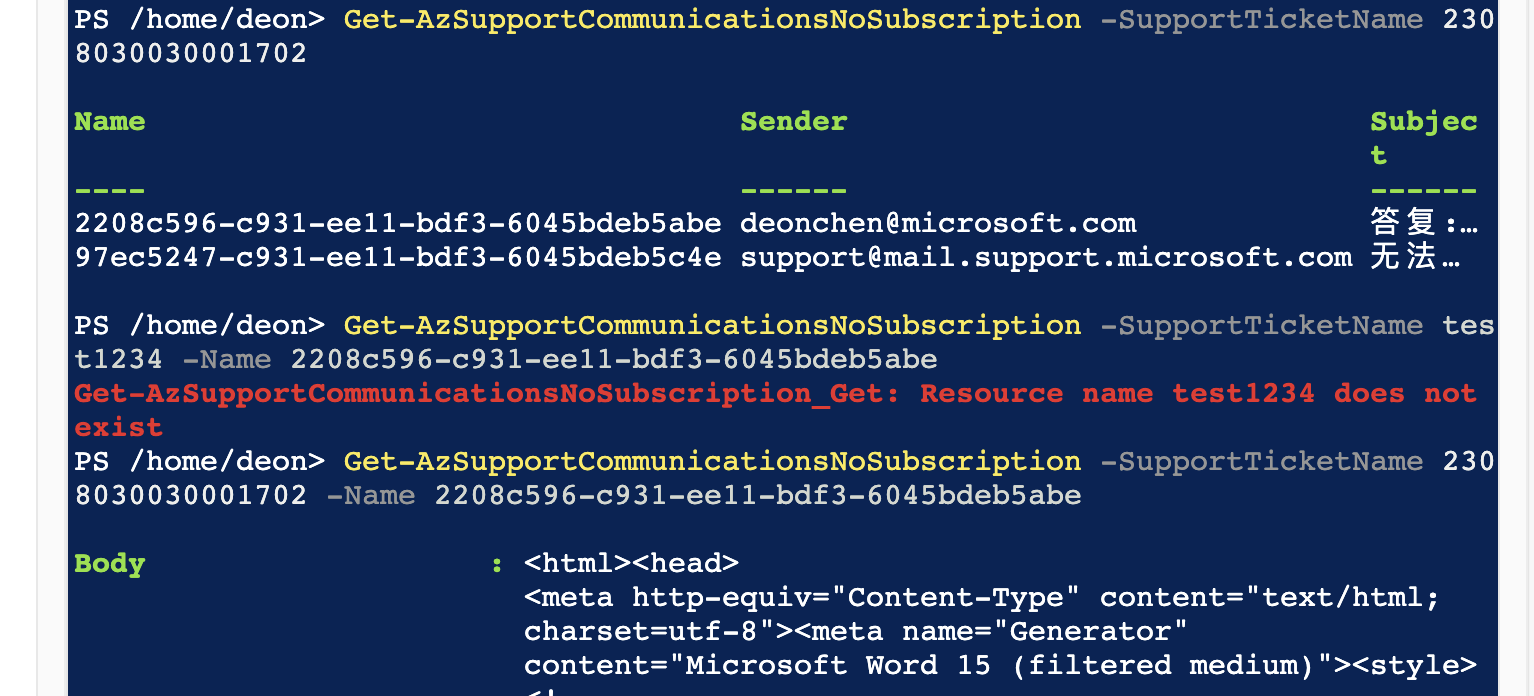 PS /home/deon> Get-AzSupportCommunicationsNoSubscription -SupportTicketName 230
8030030001702
Name Sender Subjec
t
---- ------ ------
2208c596-c931-ee11-bdf3-6045bdeb5abe deonchen@microsoft.com 答复:…
97ec5247-c931-ee11-bdf3-6045bdeb5c4e support@mail.support.microsoft.com 无法…
PS /home/deon> Get-AzSupportCommunicationsNoSubscription -SupportTicketName tes
t1234 -Name 2208c596-c931-ee11-bdf3-6045bdeb5abe
Get-AzSupportCommunicationsNoSubscription_Get: Resource name test1234 does not
exist
PS /home/deon> Get-AzSupportCommunicationsNoSubscription -SupportTicketName 230
8030030001702 -Name 2208c596-c931-ee11-bdf3-6045bdeb5abe
Body : <html><head>
<meta http-equiv="Content-Type" content="text/html;
charset=utf-8"><meta name="Generator"
content="Microsoft Word 15 (filtered medium)"><style>